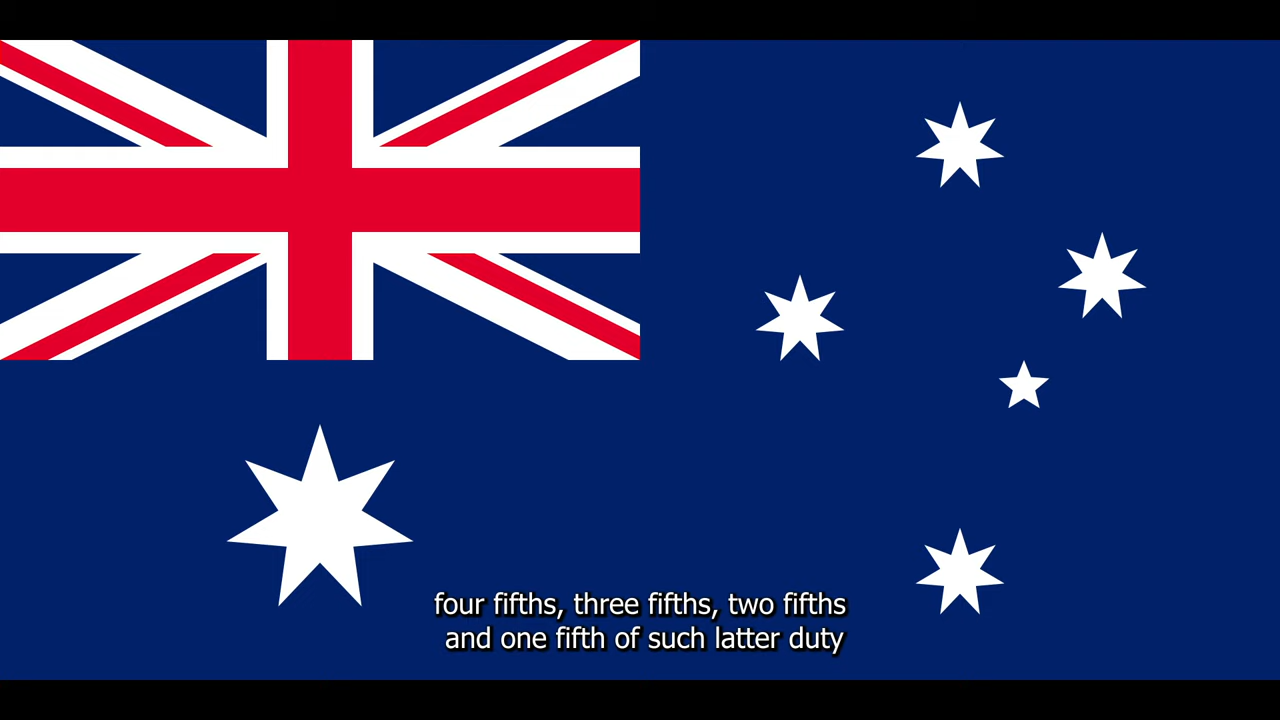 four fifths, three fifths, two fifths
and one fifth of such latter duty